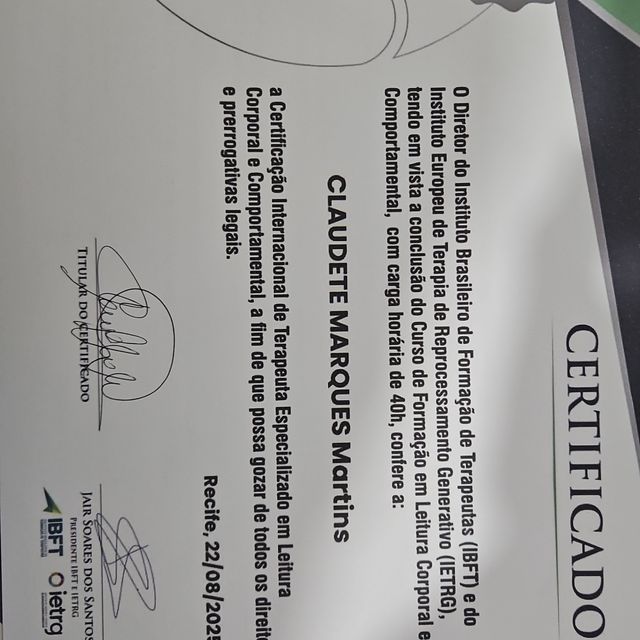 CERTIFICADO
O Diretor do Instituto Brasileiro de Formação de Terapeutas (IBFT) e do
Instituto Europeu de Terapia de Reprocessamento Generativo (IETRG),
tendo em vista a conclusão do Curso de Formação em Leitura Corporal e
Comportamental, com carga horária de 40h, confere a:
CLAUDETE MARQUES Martins
a Certificação Internacional de Terapeuta Especializado em Leitura
Corporal e Comportamental, a fim de que possa gozar de todos os direito
e prerrogativas legais.
Recife, 22/08/2025
TITULAR DO CERTIFICADO
JAIR SOARES DOS SANTOS
PRESIDENTE IBFT E IETRG
IBFT
ietrg